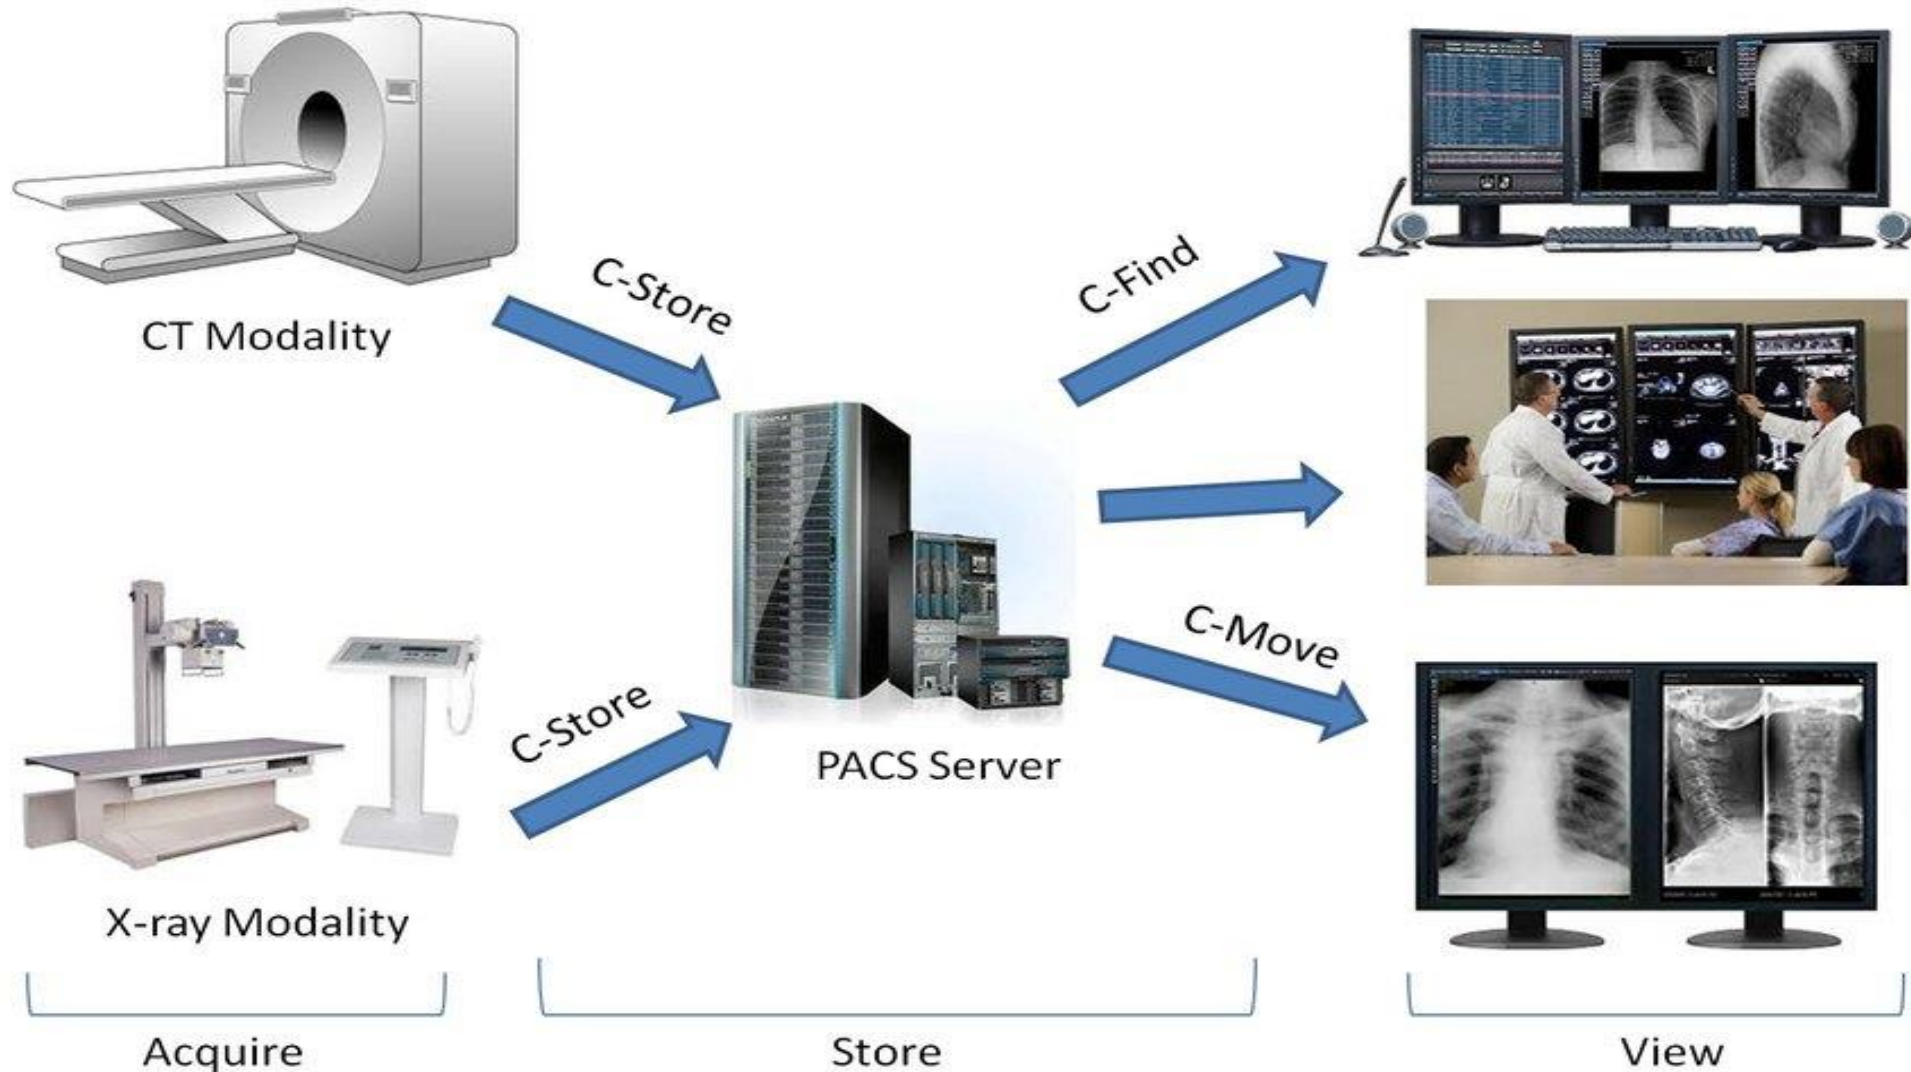 CT Modality
C-Store
C-Find
C-Move
C-Store
PACS Server
X-ray Modality
Acquire
Store
View